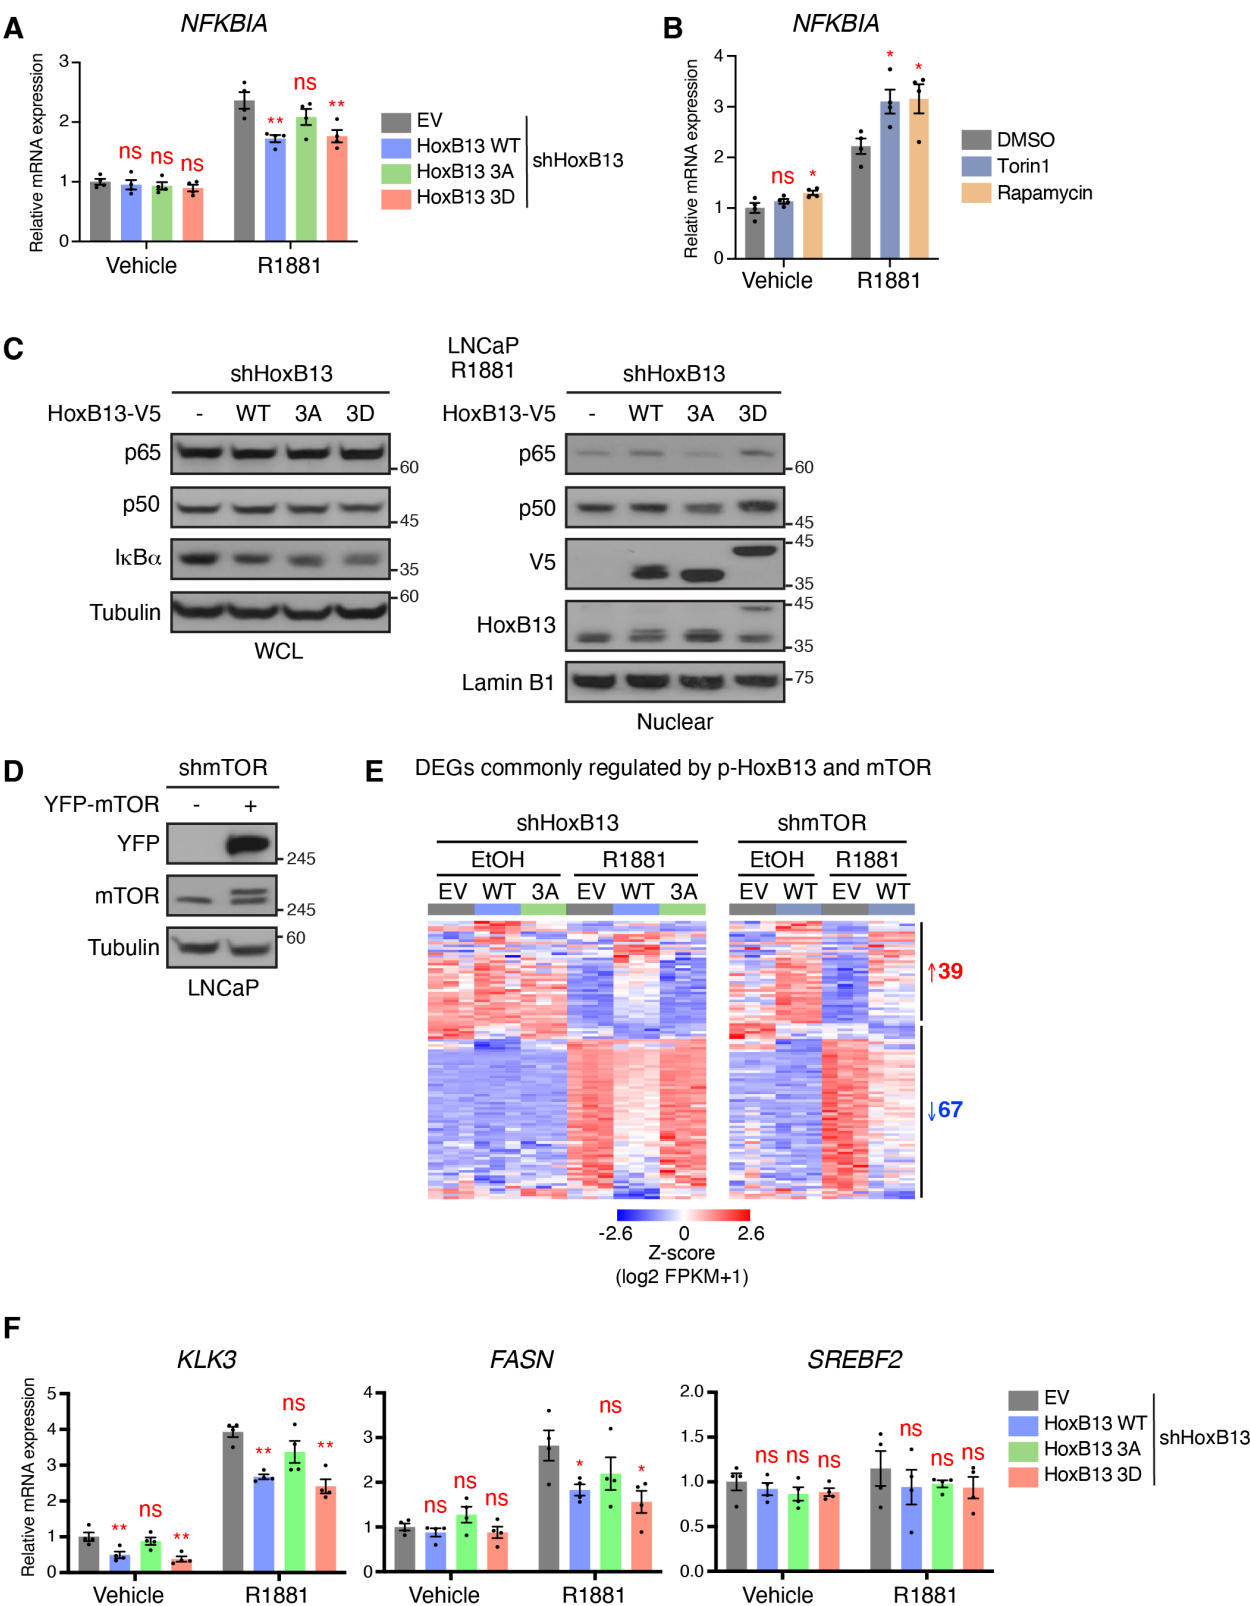 A
NFKBIA
Relative mRNA expression
3
2
1
0
ns ns ns
**
ns
**
Vehicle
R1881
EV
HoxB13 WT
HoxB13 3A
HoxB13 3D
shHoxB13
B
NFKBIA
Relative mRNA expression
4
3
2
1
0
ns
*
*
*
Vehicle
R1881
DMSO
Torin1
Rapamycin
C
LNCaP
R1881
shHoxB13
HoxB13-V5 - WT 3A 3D
p65
60
p50
45
IκBα
35
60
Tubulin
WCL
shHoxB13
HoxB13-V5 - WT 3A 3D
p65
60
p50
45
45
V5
35
45
HoxB13
35
Lamin B1
75
Nuclear
D
shmTOR
YFP-mTOR - +
YFP
245
mTOR
245
60
Tubulin
LNCaP
E
DEGs commonly regulated by p-HoxB13 and mTOR
shHoxB13
EtOH R1881
EV WT 3A EV WT 3A
shmTOR
EtOH R1881
EV WT EV WT
↑39
↓67
-2.6 0 2.6
Z-score
(log2 FPKM+1)
F
KLK3
Relative mRNA expression
5
4
3
2
1
0
**
ns
**
**
ns
**
Vehicle
R1881
FASN
4
3
2
1
0
ns
ns
ns
*
ns
*
Vehicle
R1881
SREBF2
2.0
1.5
1.0
0.5
0.0
ns ns ns
ns
ns
ns
Vehicle
R1881
EV
HoxB13 WT
HoxB13 3A
HoxB13 3D
shHoxB13